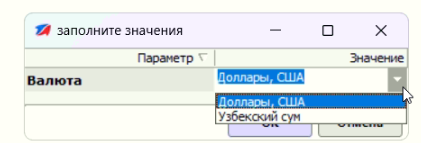 заполните значения
Параметр Значение
Валюта Доллары, США
Доллары, США
Узбекский сум